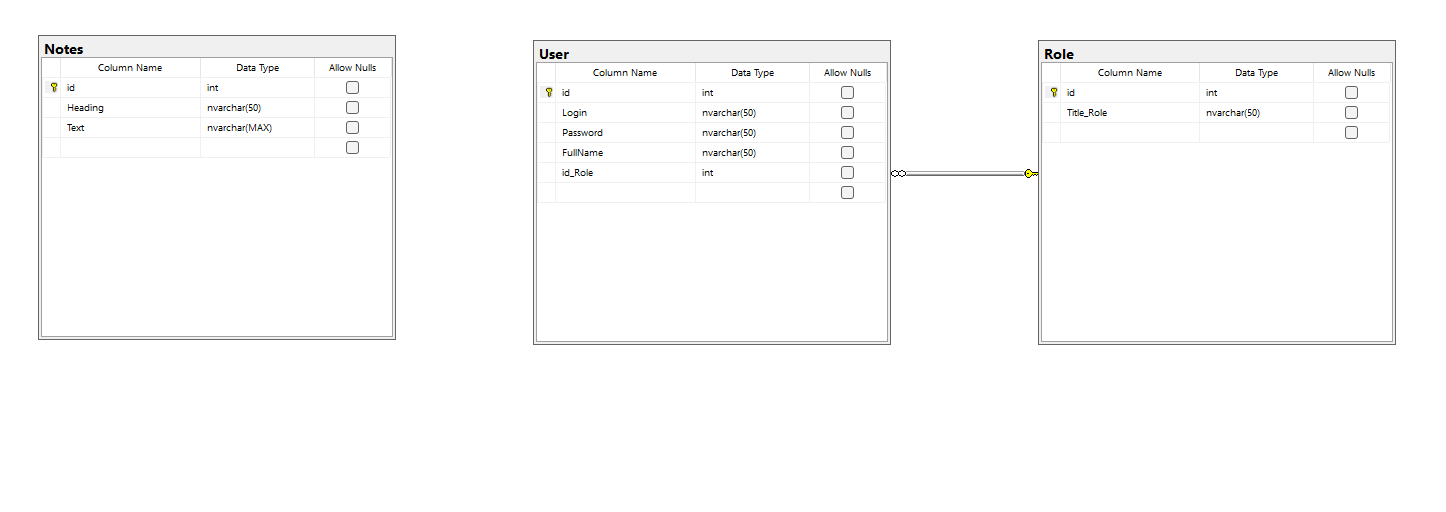 Notes
Column Name Data Type Allow Nulls
id int
Heading nvarchar(50)
Text nvarchar(MAX)
User
Column Name Data Type Allow Nulls
id int
Login nvarchar(50)
Password nvarchar(50)
FullName nvarchar(50)
id_Role int
Role
Column Name Data Type Allow Nulls
id int
Title_Role nvarchar(50)